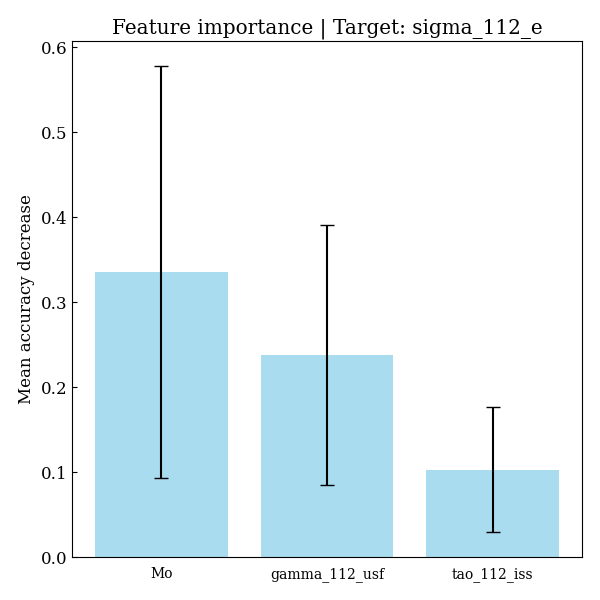 Feature importance | Target: sigma_112_e
Mean accuracy decrease
0.6
0.5
0.4
0.3
0.2
0.1
0.0
Mo
gamma_112_usf
tao_112_iss